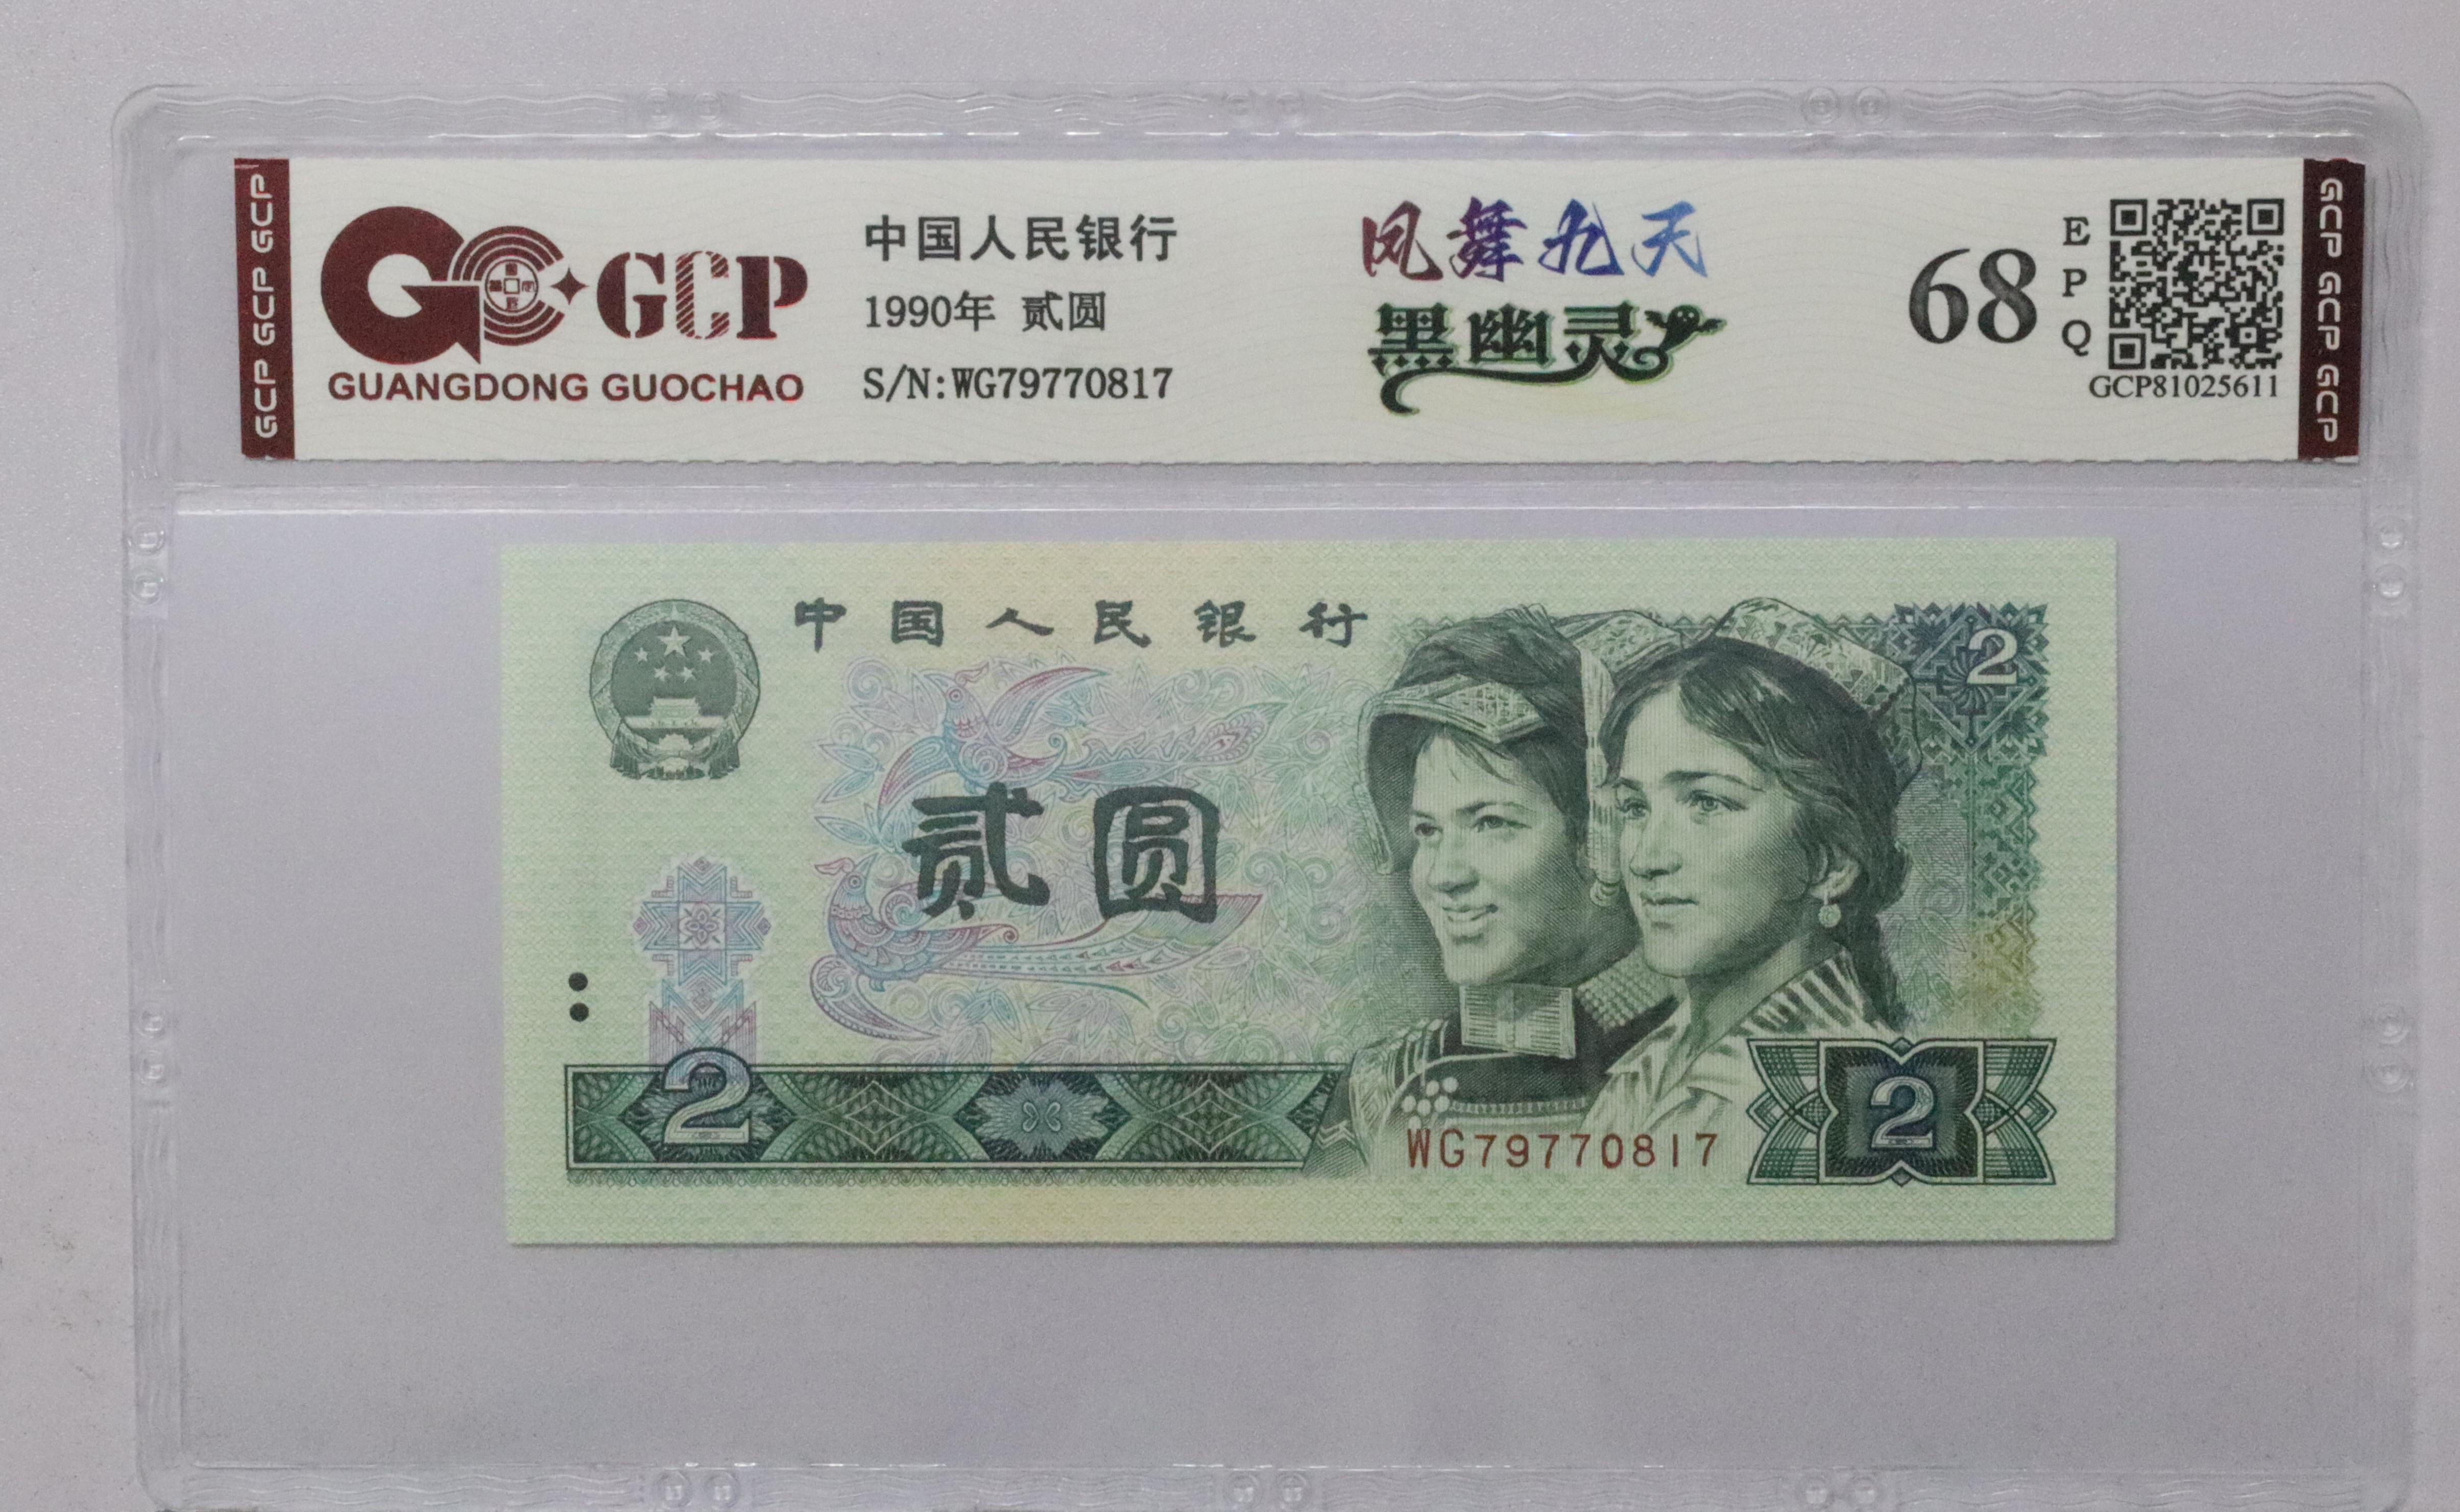 GCP GCP GCP
GCP
GUANGDONG GUOCHAO
中国人民银行
1990年 贰圆
S/N:WG79770817
凤舞九天
黑幽灵
68
EPQ
GCP81025611
GCP GCP GCP
中国人民银行
2
贰圆
2
WG79770817
2